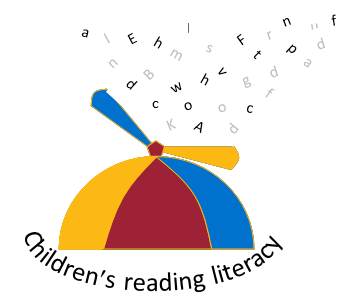 a l E h m s l F r n " f
n B d w h v t p a d
c o o g d f c
K A d
Children's reading literacy